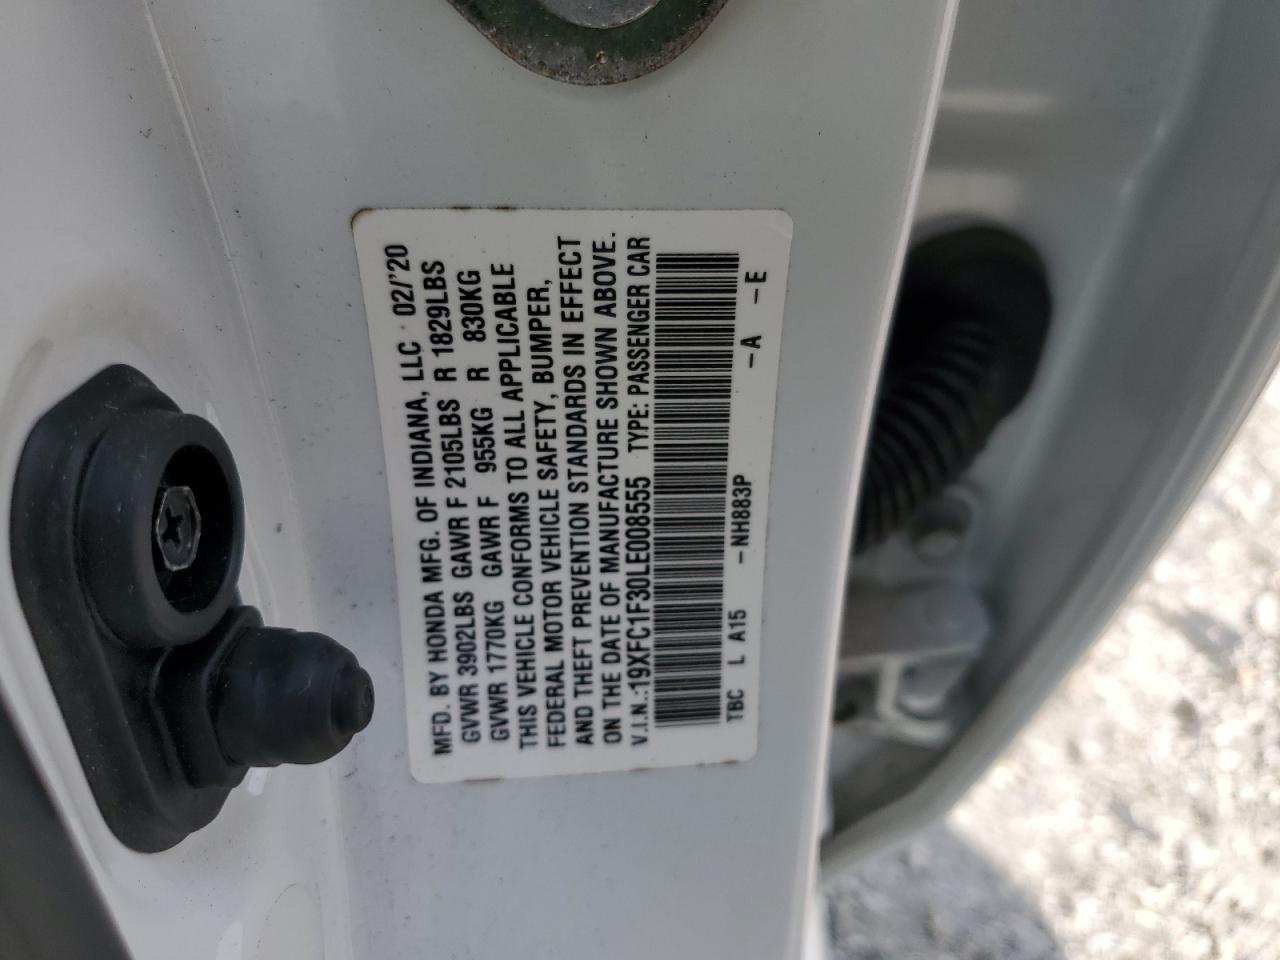 MFD. BY HONDA MFG. OF INDIANA, LLC 02/'20
GVWR 3902LBS GAWR F 2105LBS R 1829LBS
GVWR 1770KG GAWR F 955KG R 830KG
THIS VEHICLE CONFORMS TO ALL APPLICABLE
FEDERAL MOTOR VEHICLE SAFETY, BUMPER,
AND THEFT PREVENTION STANDARDS IN EFFECT
ON THE DATE OF MANUFACTURE SHOWN ABOVE.
V.I.N.:19XFC1F30LE008555 TYPE: PASSENGER CAR
TBC L A15 -NH883P -A -E